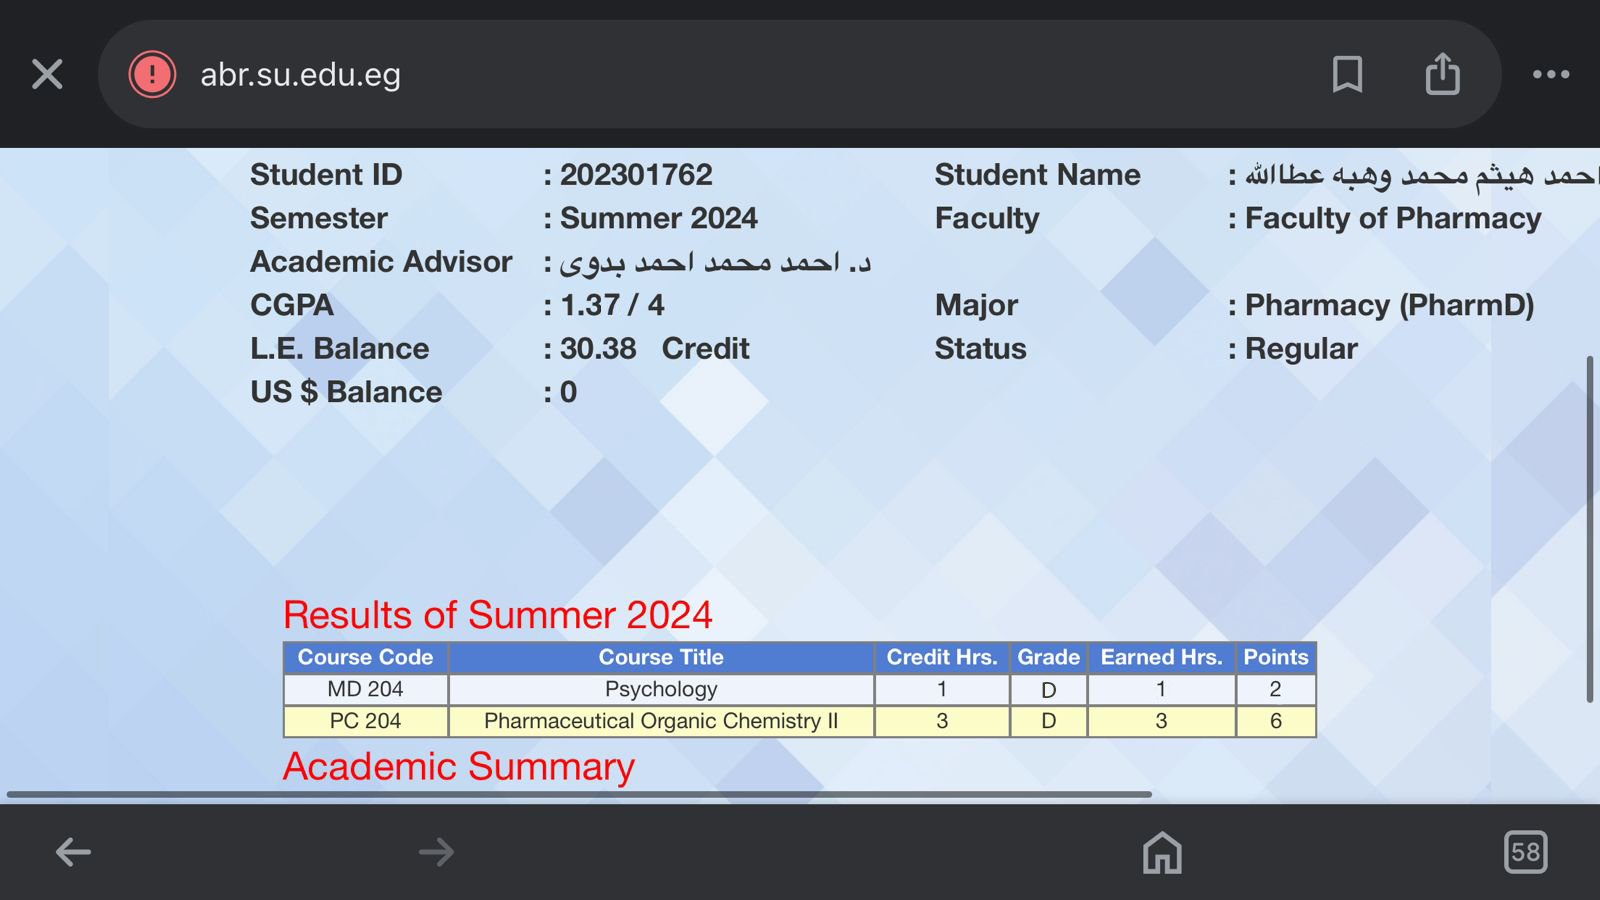 abr.su.edu.eg
Student ID : 202301762 Student Name : احمد هيثم محمد وهبه عطاالله
Semester : Summer 2024 Faculty : Faculty of Pharmacy
Academic Advisor : د. احمد محمد احمد بدوى
CGPA : 1.37 / 4 Major : Pharmacy (PharmD)
L.E. Balance : 30.38 Credit Status : Regular
US $ Balance : 0
Results of Summer 2024
Course Code Course Title Credit Hrs. Grade Earned Hrs. Points
MD 204 Psychology 1 D 1 2
PC 204 Pharmaceutical Organic Chemistry II 3 D 3 6
Academic Summary
58